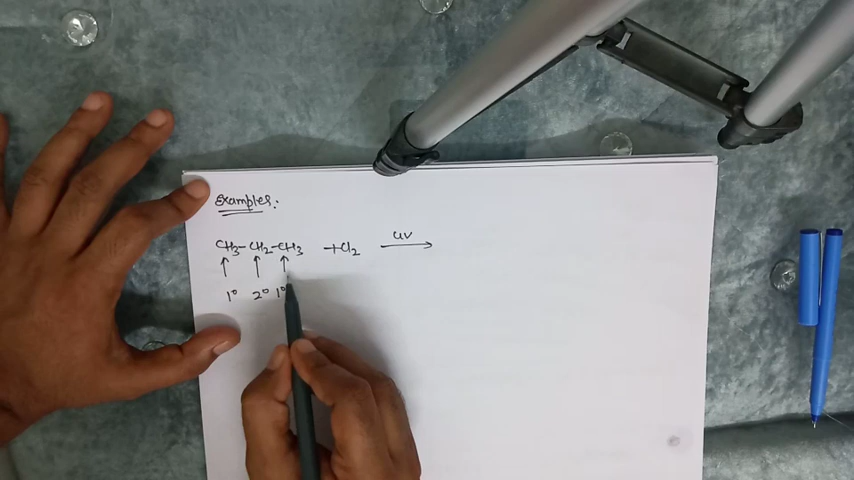 Examples:
CH3-CH2-CH3 +Cl2 uv→
↑ ↑ ↑
1° 2° 1°